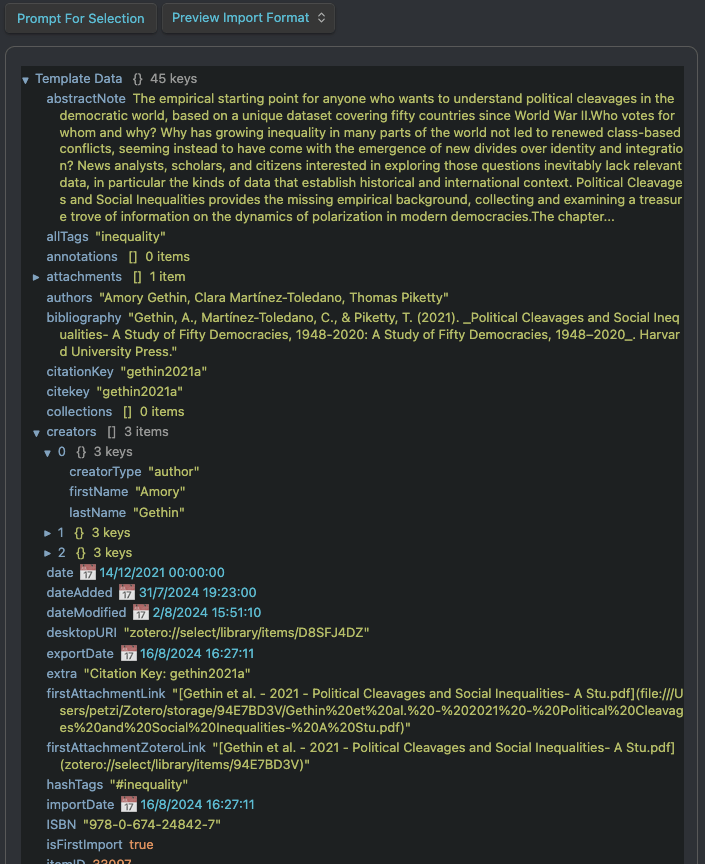 Prompt For Selection
Preview Import Format
Template Data {} 45 keys
abstractNote The empirical starting point for anyone who wants to understand political cleavages in the
democratic world, based on a unique dataset covering fifty countries since World War II.Who votes for
whom and why? Why has growing inequality in many parts of the world not led to renewed class-based
conflicts, seeming instead to have come with the emergence of new divides over identity and integratio
n? News analysts, scholars, and citizens interested in exploring those questions inevitably lack relevant
data, in particular the kinds of data that establish historical and international context. Political Cleavage
s and Social Inequalities provides the missing empirical background, collecting and examining a treasur
e trove of information on the dynamics of polarization in modern democracies.The chapter...
allTags "inequality"
annotations [] 0 items
attachments [] 1 item
authors "Amory Gethin, Clara Martínez-Toledano, Thomas Piketty"
bibliography "Gethin, A., Martínez-Toledano, C., & Piketty, T. (2021). _Political Cleavages and Social Ineq
ualities- A Study of Fifty Democracies, 1948-2020: A Study of Fifty Democracies, 1948–2020_. Harvar
d University Press."
citationKey "gethin2021a"
citekey "gethin2021a"
collections [] 0 items
creators [] 3 items
0 {} 3 keys
creatorType "author"
firstName "Amory"
lastName "Gethin"
1 {} 3 keys
2 {} 3 keys
date 17 14/12/2021 00:00:00
dateAdded 17 31/7/2024 19:23:00
dateModified 17 2/8/2024 15:51:10
desktopURI "zotero://select/library/items/D8SFJ4DZ"
exportDate 17 16/8/2024 16:27:11
extra "Citation Key: gethin2021a"
firstAttachmentLink "[Gethin et al. - 2021 - Political Cleavages and Social Inequalities- A Stu.pdf](file:///U
sers/petzi/Zotero/storage/94E7BD3V/Gethin%20et%20al.%20-%202021%20-%20Political%20Cleavag
es%20and%20Social%20Inequalities-%20A%20Stu.pdf)"
firstAttachmentZoteroLink "[Gethin et al. - 2021 - Political Cleavages and Social Inequalities- A Stu.pdf]
(zotero://select/library/items/94E7BD3V)"
hashTags "#inequality"
importDate 17 16/8/2024 16:27:11
ISBN "978-0-674-24842-7"
isFirstImport true
itemID 33097